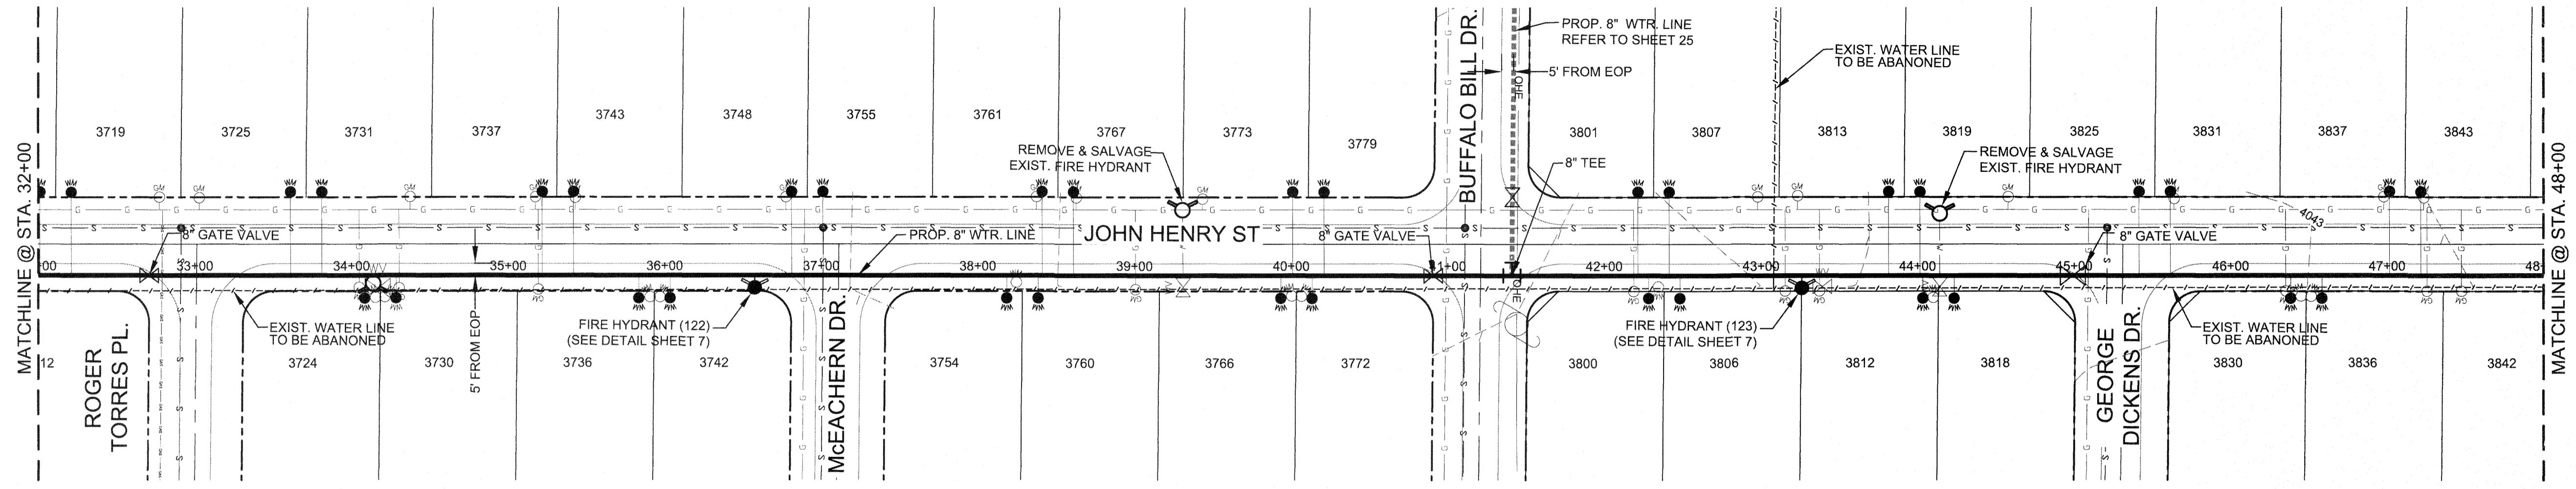 MATCHLINE @ STA. 32+00
BUFFALO BILL DR.
PROP. 8" WTR. LINE
REFER TO SHEET 25
5' FROM EOP
OHE
EXIST. WATER LINE
TO BE ABANONED
3719
3725
3731
3737
3743
3748
3755
3761
3767
3773
3779
3801
3807
3813
3819
3825
3831
3837
3843
REMOVE & SALVAGE
EXIST. FIRE HYDRANT
8" TEE
REMOVE & SALVAGE
EXIST. FIRE HYDRANT
4043
8" GATE VALVE
PROP. 8" WTR. LINE
JOHN HENRY ST
8" GATE VALVE
8" GATE VALVE
33+00
34+00
35+00
36+00
37+00
38+00
39+00
40+00
42+00
43+00
44+00
45+00
46+00
47+00
OHE
EXIST. WATER LINE
TO BE ABANONED
5' FROM EOP
FIRE HYDRANT (122)
(SEE DETAIL SHEET 7)
FIRE HYDRANT (123)
(SEE DETAIL SHEET 7)
EXIST. WATER LINE
TO BE ABANONED
12
ROGER
TORRES PL.
3724
3730
3736
3742
McEACHERN DR.
3754
3760
3766
3772
3800
3806
3812
3818
GEORGE
DICKENS DR.
3830
3836
3842
MATCHLINE @ STA. 48+00